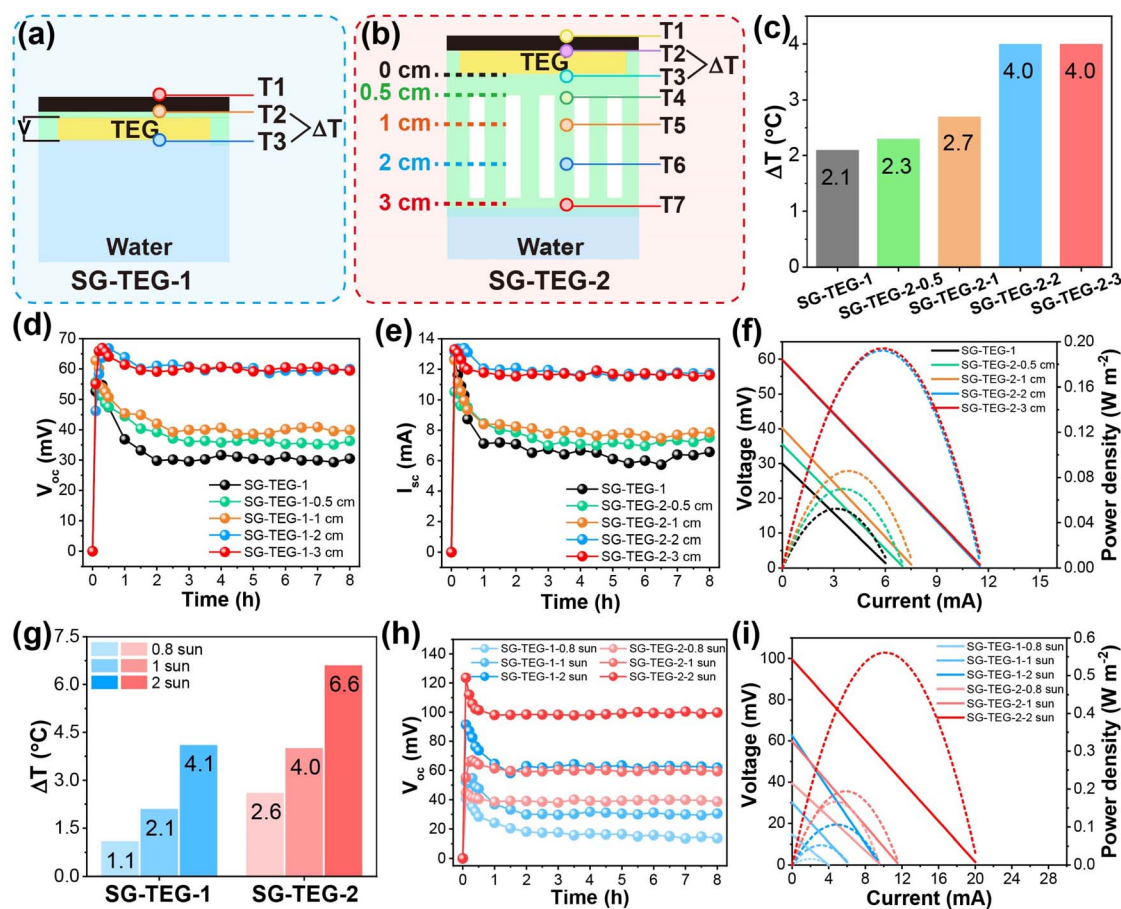 (a)
T1
T2
TEG
T3
ΔT
V
Water
SG-TEG-1
(b)
T1
T2
TEG
T3
ΔT
0 cm
0.5 cm
T4
1 cm
T5
2 cm
T6
3 cm
T7
Water
SG-TEG-2
(c)
ΔT (°C)
4
2
0
2.1
2.3
2.7
4.0
4.0
SG-TEG-1
SG-TEG-2-0.5
SG-TEG-2-1
SG-TEG-2-2
SG-TEG-2-3
(d)
Voc (mV)
70
60
50
40
30
20
10
0
SG-TEG-1
SG-TEG-1-0.5 cm
SG-TEG-1-1 cm
SG-TEG-1-2 cm
SG-TEG-1-3 cm
0 1 2 3 4 5 6 7 8
Time (h)
(e)
Isc (mA)
14
12
10
8
6
4
2
0
SG-TEG-1
SG-TEG-2-0.5 cm
SG-TEG-2-1 cm
SG-TEG-2-2 cm
SG-TEG-2-3 cm
0 1 2 3 4 5 6 7 8
Time (h)
(f)
Voltage (mV)
60
50
40
30
20
10
0
SG-TEG-1
SG-TEG-2-0.5 cm
SG-TEG-2-1 cm
SG-TEG-2-2 cm
SG-TEG-2-3 cm
0.20
0.16
0.12
0.08
0.04
0.00
Power density (W m-2)
0 3 6 9 12 15
Current (mA)
(g)
ΔT (°C)
7.5
6.0
4.5
3.0
1.5
0.0
0.8 sun
1 sun
2 sun
0.8 sun
1 sun
2 sun
1.1
2.1
4.1
2.6
4.0
6.6
SG-TEG-1
SG-TEG-2
(h)
Voc (mV)
140
120
100
80
60
40
20
0
SG-TEG-1-0.8 sun
SG-TEG-2-0.8 sun
SG-TEG-1-1 sun
SG-TEG-2-1 sun
SG-TEG-1-2 sun
SG-TEG-2-2 sun
0 1 2 3 4 5 6 7 8
Time (h)
(i)
Voltage (mV)
100
80
60
40
20
0
SG-TEG-1-0.8 sun
SG-TEG-1-1 sun
SG-TEG-1-2 sun
SG-TEG-2-0.8 sun
SG-TEG-2-1 sun
SG-TEG-2-2 sun
0.6
0.5
0.4
0.3
0.2
0.1
0.0
Power density (W m-2)
0 4 8 12 16 20 24 28
Current (mA)